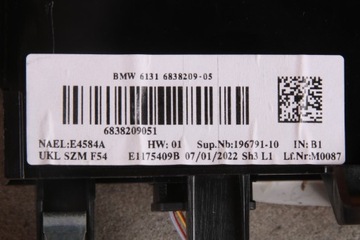 BMW 6131 6838209-05
6838209051
NAEL:E4584A HW: 01 Sup.Nb:196791-10 IN: B1
UKL SZM F54 E1175409B 07/01/2022 Sh3 L1 Lf.Nr:M0087